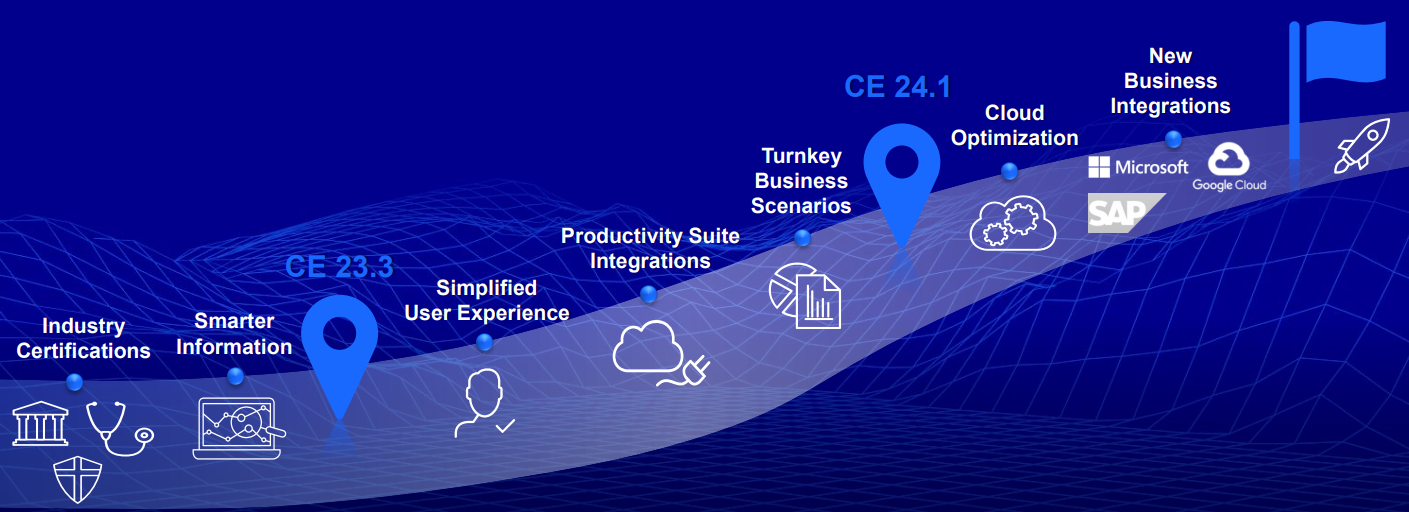 Industry
Certifications
Smarter
Information
CE 23.3
Simplified
User Experience
Productivity Suite
Integrations
Turnkey
Business
Scenarios
CE 24.1
Cloud
Optimization
New
Business
Integrations
Microsoft
Google Cloud
SAP